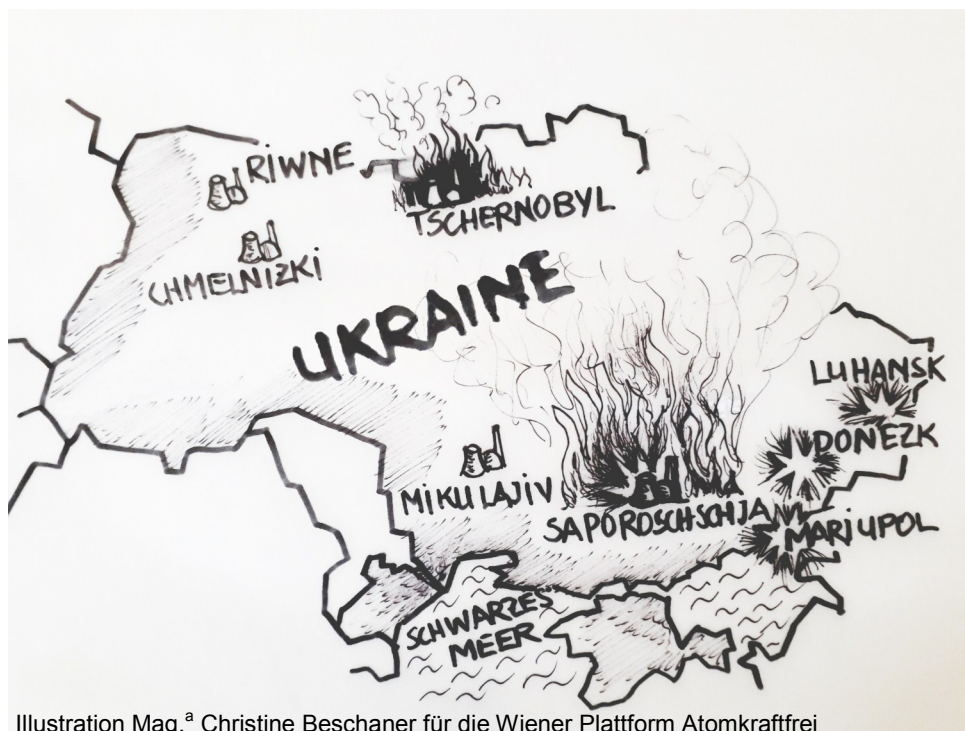 RIWNE
TSCHERNOBYL
CHMELNIZKI
UKRAINE
LUHANSK
DONEZK
MIKULAJIV
SAPOROSCHSCHJA
MARIUPOL
SCHWARZES
MEER
Illustration Mag.ª Christine Beschaner für die Wiener Plattform Atomkraftfrei